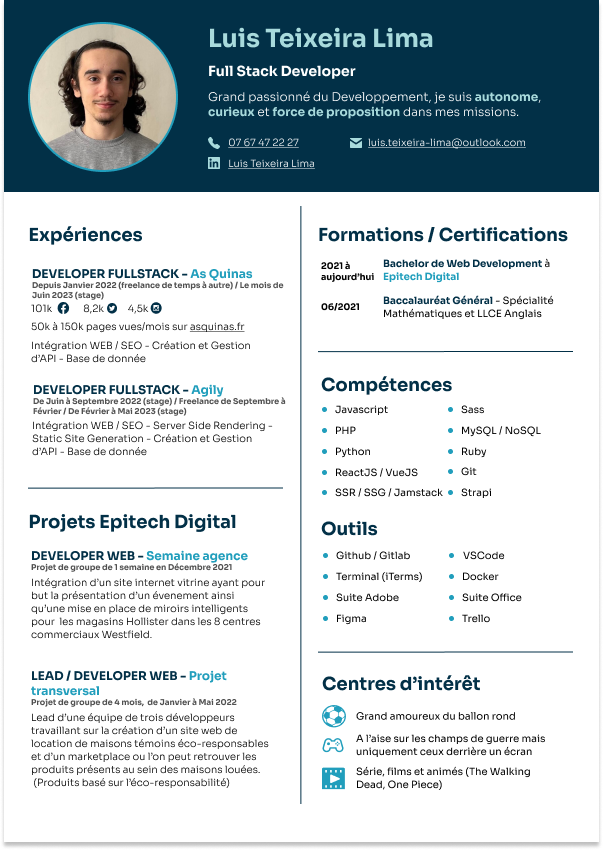 Luis Teixeira Lima
Full Stack Developer
Grand passionné du Developpement, je suis autonome,
curieux et force de proposition dans mes missions.
07 67 47 22 27
luis.teixeira-lima@outlook.com
Luis Teixeira Lima
Expériences
DEVELOPER FULLSTACK - As Quinas
Depuis Janvier 2022 (freelance de temps à autre) / Le mois de
Juin 2023 (stage)
101k 8,2k 4,5k
50k à 150k pages vues/mois sur asquinas.fr
Intégration WEB / SEO - Création et Gestion
d'API - Base de donnée
DEVELOPER FULLSTACK - Agily
De Juin à Septembre 2022 (stage) / Freelance de Septembre à
Février / De Février à Mai 2023 (stage)
Intégration WEB / SEO - Server Side Rendering -
Static Site Generation - Création et Gestion
d'API - Base de donnée
Projets Epitech Digital
DEVELOPER WEB - Semaine agence
Projet de groupe de 1 semaine en Décembre 2021
Intégration d'un site internet vitrine ayant pour
but la présentation d'un évenement ainsi
qu'une mise en place de miroirs intelligents
pour les magasins Hollister dans les 8 centres
commerciaux Westfield.
LEAD / DEVELOPER WEB - Projet
transversal
Projet de groupe de 4 mois, de Janvier à Mai 2022
Lead d'une équipe de trois développeurs
travaillant sur la création d'un site web de
location de maisons témoins éco-responsables
et d'un marketplace ou l'on peut retrouver les
produits présents au sein des maisons louées.
(Produits basé sur l'éco-responsabilité)
Formations / Certifications
2021 à
aujourd'hui
Bachelor de Web Development à
Epitech Digital
06/2021
Baccalauréat Général - Spécialité
Mathématiques et LLCE Anglais
Compétences
Javascript
Sass
PHP
MySQL / NoSQL
Python
Ruby
ReactJS / VueJS
Git
SSR / SSG / Jamstack
Strapi
Outils
Github / Gitlab
VSCode
Terminal (iTerms)
Docker
Suite Adobe
Suite Office
Figma
Trello
Centres d'intérêt
Grand amoureux du ballon rond
A l'aise sur les champs de guerre mais
uniquement ceux derrière un écran
Série, films et animés (The Walking
Dead, One Piece)